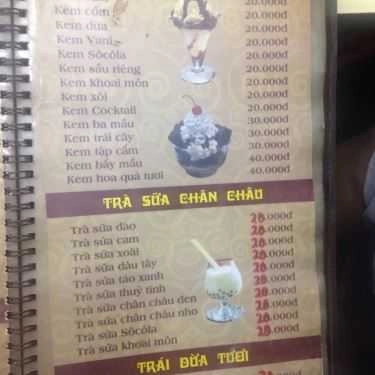 Kem cốm 20.000đ
Kem dừa 20.000đ
Kem Vani 20.000đ
Kem Sôcôla 20.000đ
Kem sầu riêng 20.000đ
Kem khoai môn 20.000đ
Kem xôi 20.000đ
Kem Cocktail 20.000đ
Kem ba màu 30.000đ
Kem trái cây 30.000đ
Kem tập cẩm 30.000đ
Kem bảy màu 40.000đ
Kem hoa quả tươi 40.000đ
TRÀ SỮA CHÂN CHÂU
Trà sữa đào 28.000đ
Trà sữa cam 28.000đ
Trà sữa xoài 28.000đ
Trà sữa dâu tây 28.000đ
Trà sữa táo xanh 28.000đ
Trà sữa thuỷ tinh 28.000đ
Trà sữa chân châu đen 28.000đ
Trà sữa chân châu nho 28.000đ
Trà sữa Sôcôla 28.000đ
Trà sữa khoai môn 28.000đ
TRÁI DỪA TƯƠI